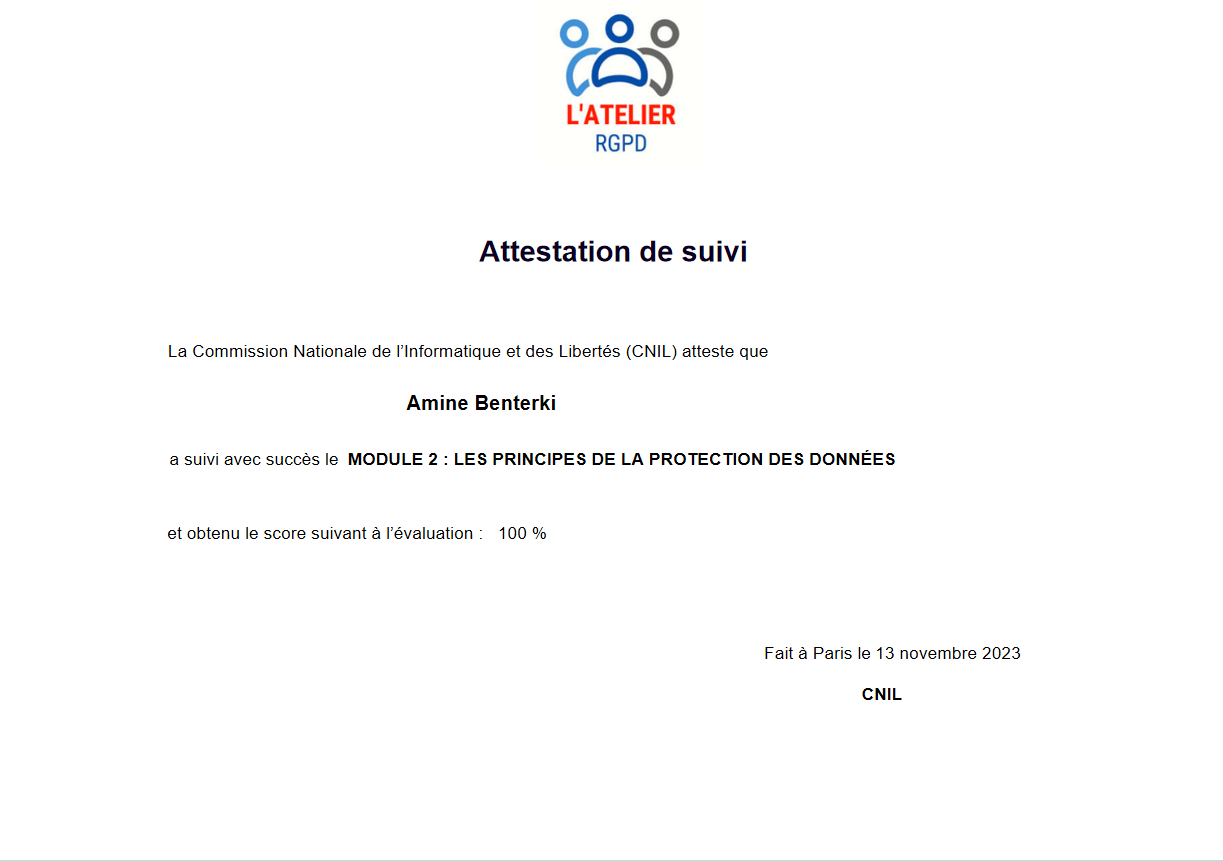 L'ATELIER
RGPD
Attestation de suivi
La Commission Nationale de l’Informatique et des Libertés (CNIL) atteste que
Amine Benterki
a suivi avec succès le MODULE 2 : LES PRINCIPES DE LA PROTECTION DES DONNÉES
et obtenu le score suivant à l’évaluation : 100 %
Fait à Paris le 13 novembre 2023
CNIL